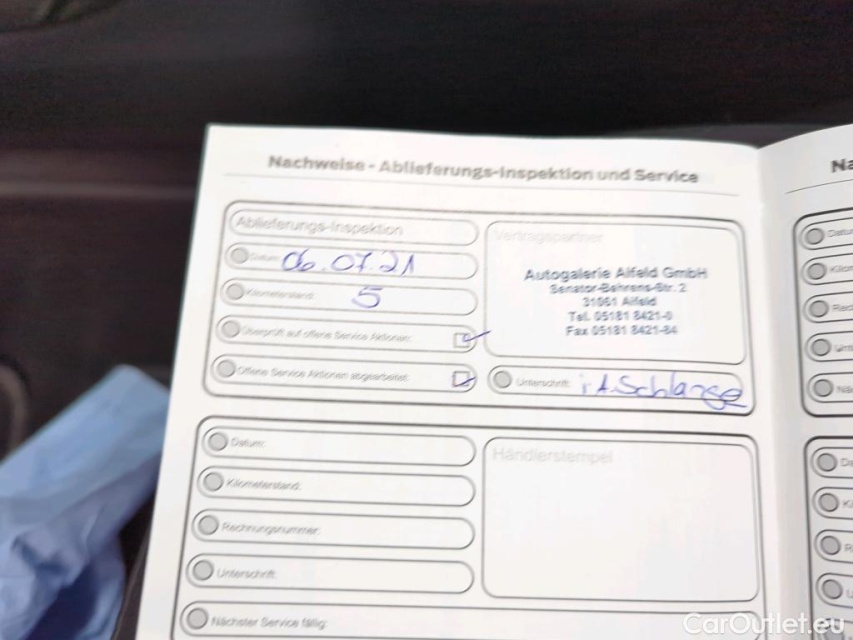 Nachweise - Ablieferungs-Inspektion und Service
Ablieferungs-Inspektion
Datum: 06.07.21
Kilometerstand: 5
Überprüft auf offene Service Aktionen:
Offene Service Aktionen abgearbeitet:
Vertragspartner
Autogalerie Alfeld GmbH
Senator-Behrens-Str. 2
31061 Alfeld
Tel. 05181 8421-0
Fax 05181 8421-84
Unterschrift: i.A. Schlange
Datum:
Kilometerstand:
Rechnungsnummer:
Unterschrift:
Nächster Service fällig:
Händlerstempel
Na
CarOutlet.eu